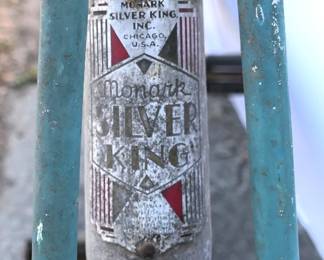 MONARK
SILVER KING,
INC.
CHICAGO,
U.S.A.
Monark
SILVER
KING